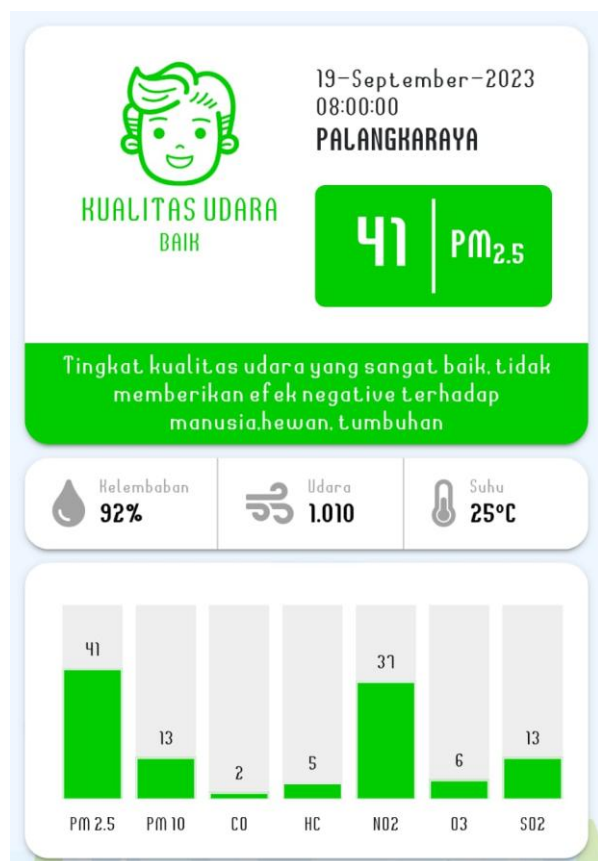 19-September-2023
08:00:00
PALANGKARAYA
KUALITAS UDARA
BAIK
41 PM2.5
Tingkat kualitas udara yang sangat baik, tidak
memberikan efek negative terhadap
manusia,hewan, tumbuhan
Kelembaban
92%
Udara
1.010
Suhu
25°C
41
13
2
5
37
6
13
PM 2.5
PM 10
CO
HC
NO2
O3
SO2